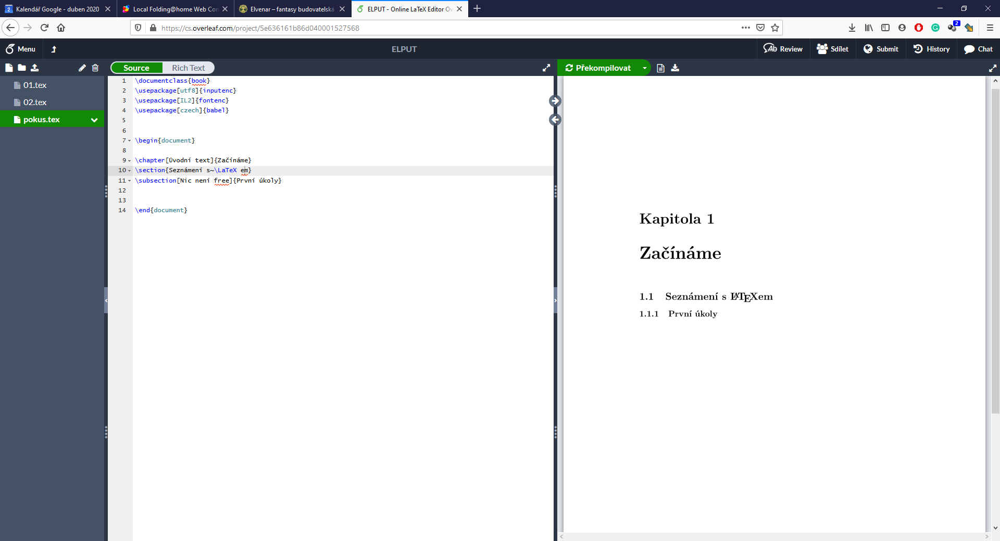 Kalendář Google - duben 2020
Local Folding@home Web Con
Elvenar – fantasy budovatelská
ELPUT - Online LaTeX Editor Ov
https://cs.overleaf.com/project/5e636161b86d040001527568
2
Menu
ELPUT
Review
Sdílet
Submit
History
Chat
Source
Rich Text
Překompilovat
01.tex
02.tex
pokus.tex
1 \documentclass{book}
2 \usepackage[utf8]{inputenc}
3 \usepackage[IL2]{fontenc}
4 \usepackage[czech]{babel}
5
6
7 \begin{document}
8
9 \chapter[Úvodní text]{Začínáme}
10 \section{Seznámení s~\LaTeX em}
11 \subsection[Nic není free]{První úkoly}
12
13
14 \end{document}
Kapitola 1
Začínáme
1.1 Seznámení s LATEXem
1.1.1 První úkoly